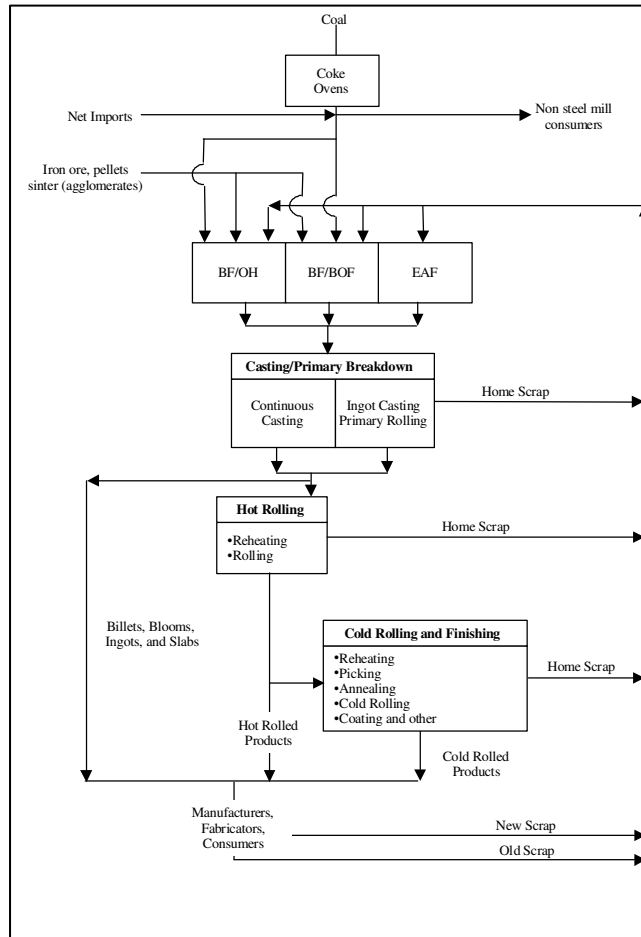 Coal
Coke
Ovens
Net Imports
Non steel mill
consumers
Iron ore, pellets
sinter (agglomerates)
BF/OH
BF/BOF
EAF
Casting/Primary Breakdown
Continuous
Casting
Ingot Casting
Primary Rolling
Home Scrap
Hot Rolling
•Reheating
•Rolling
Home Scrap
Billets, Blooms,
Ingots, and Slabs
Cold Rolling and Finishing
•Reheating
•Picking
•Annealing
•Cold Rolling
•Coating and other
Home Scrap
Hot Rolled
Products
Cold Rolled
Products
Manufacturers,
Fabricators,
Consumers
New Scrap
Old Scrap